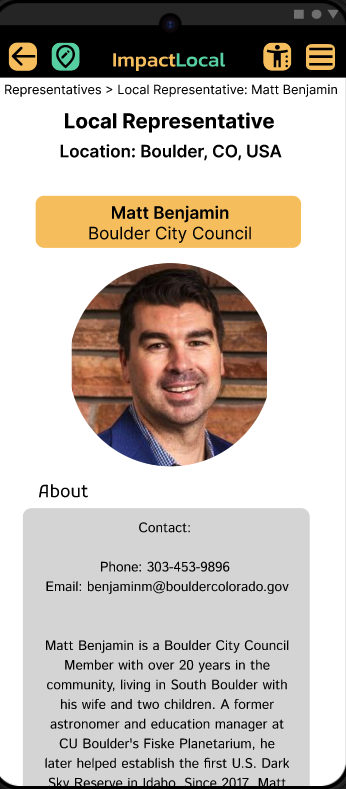 ImpactLocal
Representatives > Local Representative: Matt Benjamin
Local Representative
Location: Boulder, CO, USA
Matt Benjamin
Boulder City Council
About
Contact:
Phone: 303-453-9896
Email: benjaminm@bouldercolorado.gov
Matt Benjamin is a Boulder City Council
Member with over 20 years in the
community, living in South Boulder with
his wife and two children. A former
astronomer and education manager at
CU Boulder's Fiske Planetarium, he
later helped establish the first U.S. Dark
Sky Reserve in Idaho. Since 2017, Matt